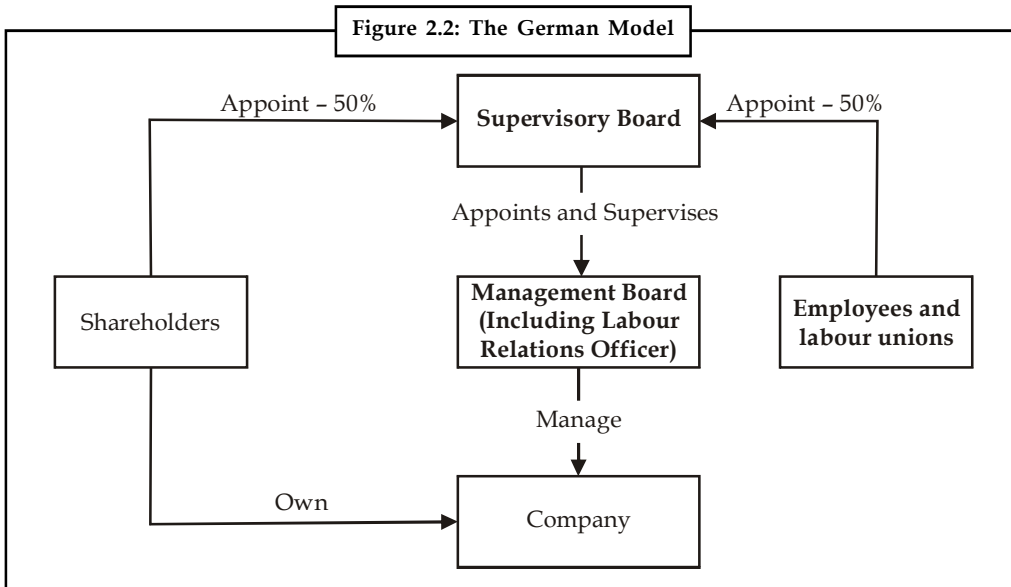 Figure 2.2: The German Model
Appoint – 50%
Supervisory Board
Appoint – 50%
Appoints and Supervises
Shareholders
Management Board
(Including Labour
Relations Officer)
Employees and
labour unions
Manage
Own
Company